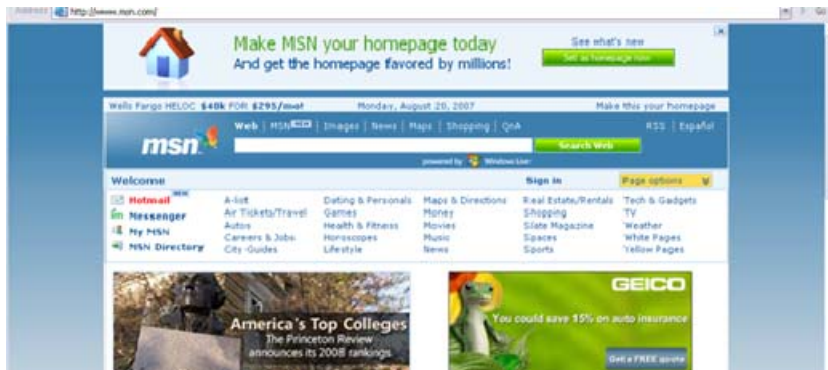 Address http://www.msn.com/
Go
Make MSN your homepage today
And get the homepage favored by millions!
See what's new
Set as homepage now
Wells Fargo HELOC $40k FOR $295/mo!
Monday, August 20, 2007
Make this your homepage
msn
Web | MSN NEW | Images | News | Maps | Shopping | QnA
RSS | Español
Search Web
powered by Windows Live
Welcome
Sign in
Page options
Hotmail NEW
Messenger
My MSN
MSN Directory
A-list
Air Tickets/Travel
Autos
Careers & Jobs
City Guides
Dating & Personals
Games
Health & Fitness
Horoscopes
Lifestyle
Maps & Directions
Money
Movies
Music
News
Real Estate/Rentals
Shopping
Slate Magazine
Spaces
Sports
Tech & Gadgets
TV
Weather
White Pages
Yellow Pages
America's Top Colleges
The Princeton Review
announces its 2008 rankings
GEICO
You could save 15% on auto insurance
Get a FREE quote